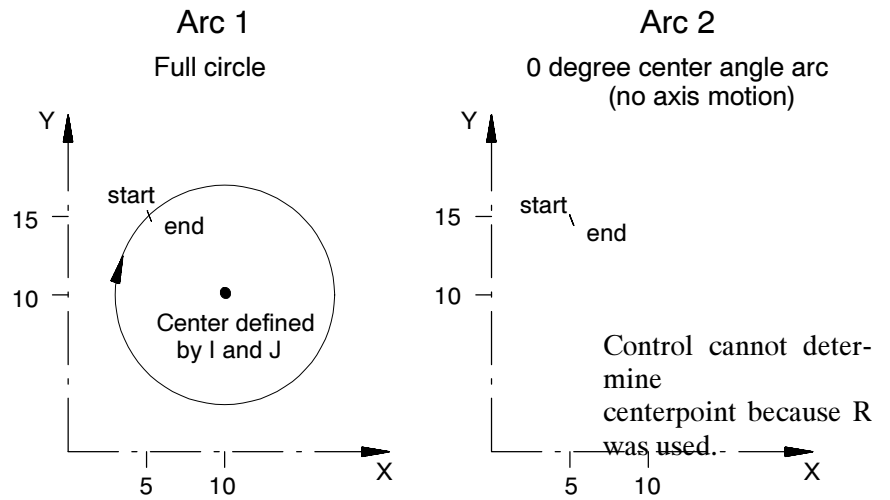 Arc 1
Full circle
Y
start
15
end
10
Center defined
by I and J
X
5
10
Arc 2
0 degree center angle arc
(no axis motion)
Y
start
15
end
10
Control cannot deter-
mine
centerpoint because R
was used.
X
5
10